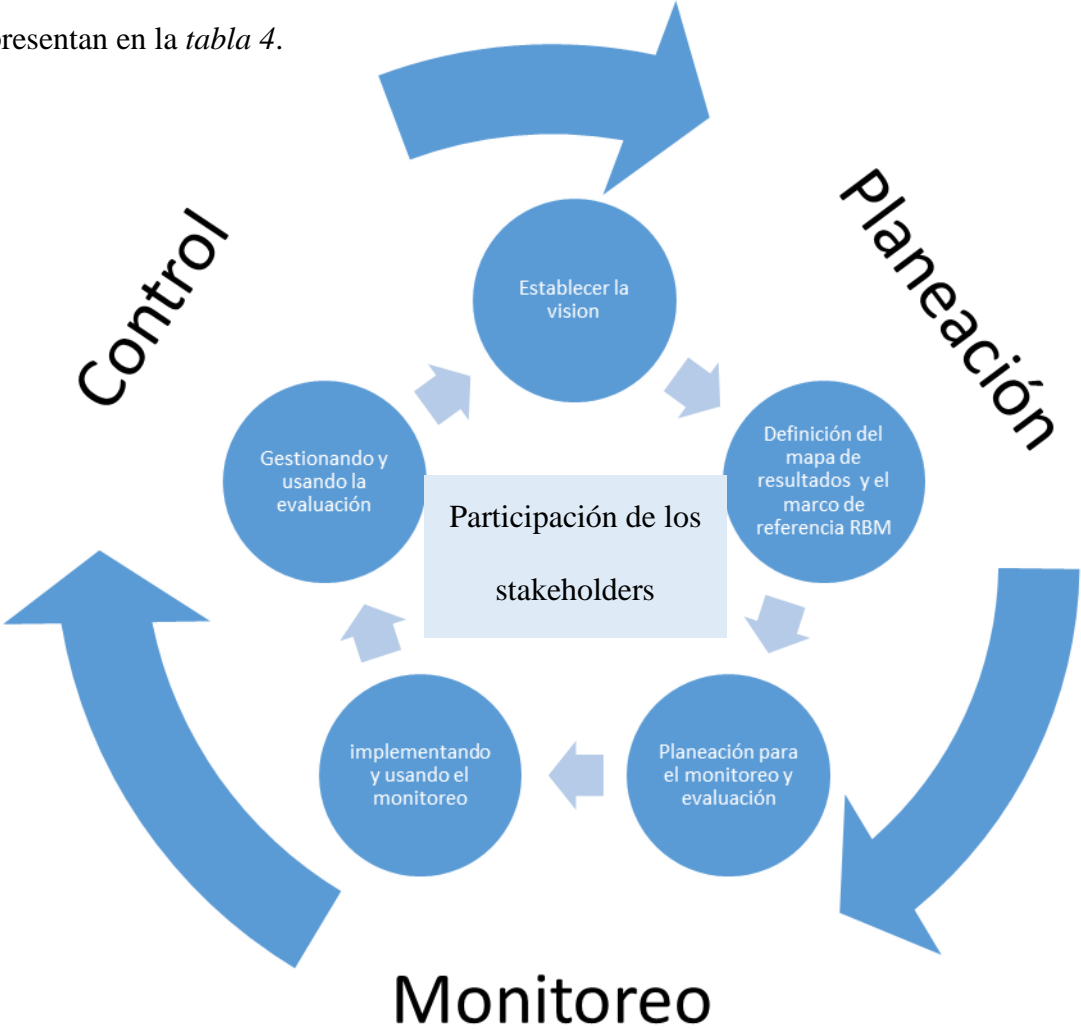 presentan en la tabla 4.
Control
Planeación
Establecer la
vision
Definición del
mapa de
resultados y el
marco de
referencia RBM
Planeación para
el monitoreo y
evaluación
implementando
y usando el
monitoreo
Gestionando y
usando la
evaluación
Participación de los
stakeholders
Monitoreo